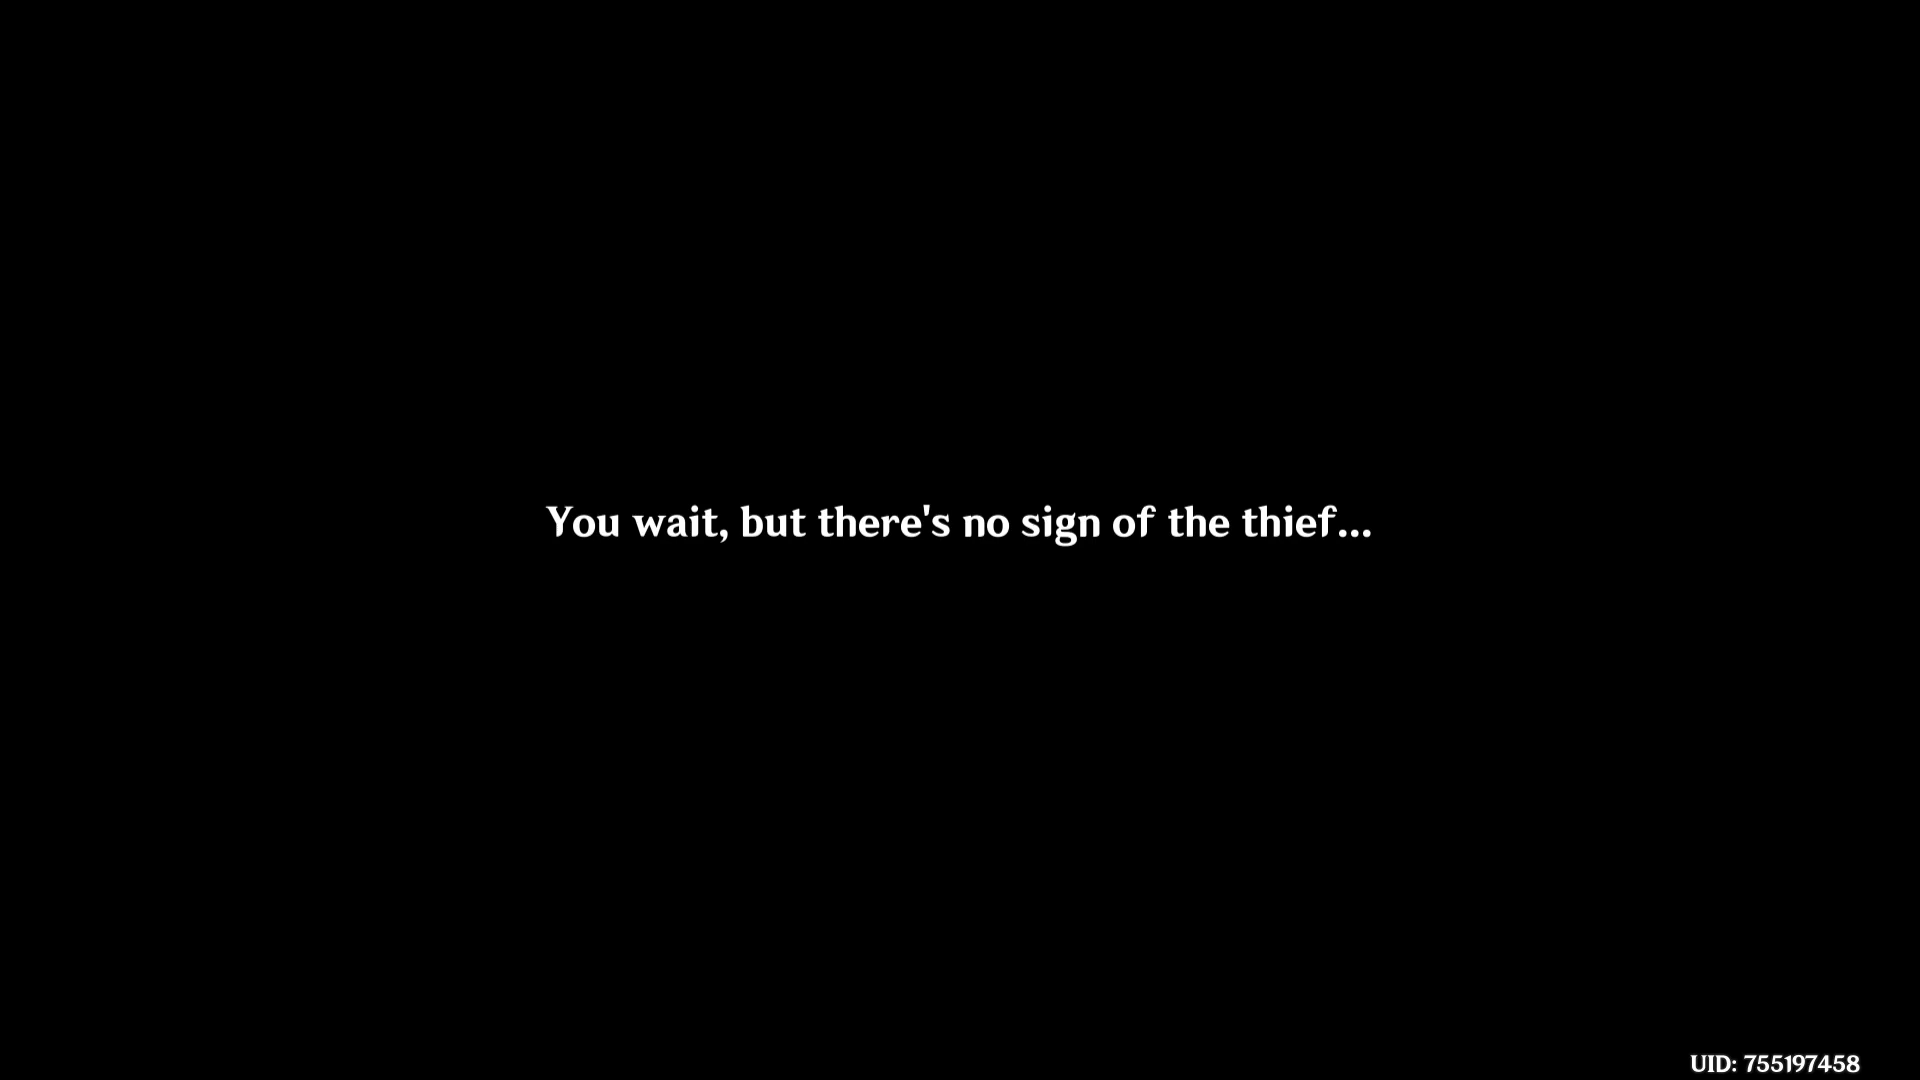 You wait, but there's no sign of the thief...
UID: 755197458